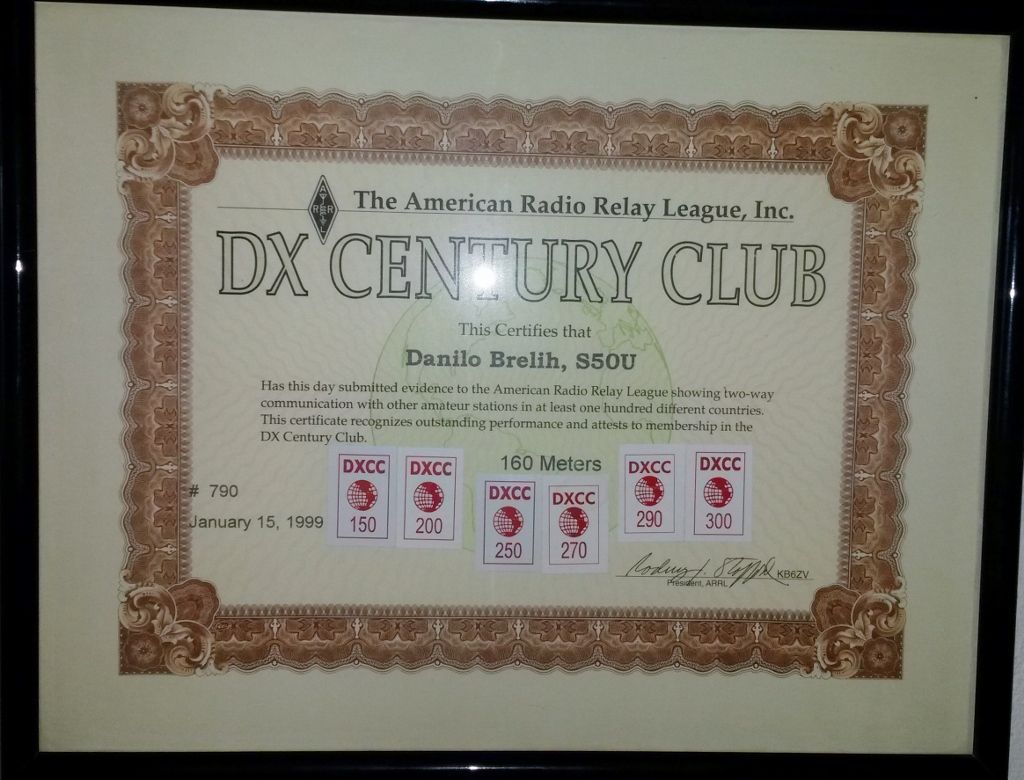 The American Radio Relay League, Inc.
A
R R
L
DX CENTURY CLUB
This Certifies that
Danilo Brelih, S50U
Has this day submitted evidence to the American Radio Relay League showing two-way
communication with other amateur stations in at least one hundred different countries.
This certificate recognizes outstanding performance and attests to membership in the
DX Century Club.
160 Meters
# 790
January 15, 1999
DXCC
150
DXCC
200
DXCC
250
DXCC
270
DXCC
290
DXCC
300
KB6ZV
President, ARRL